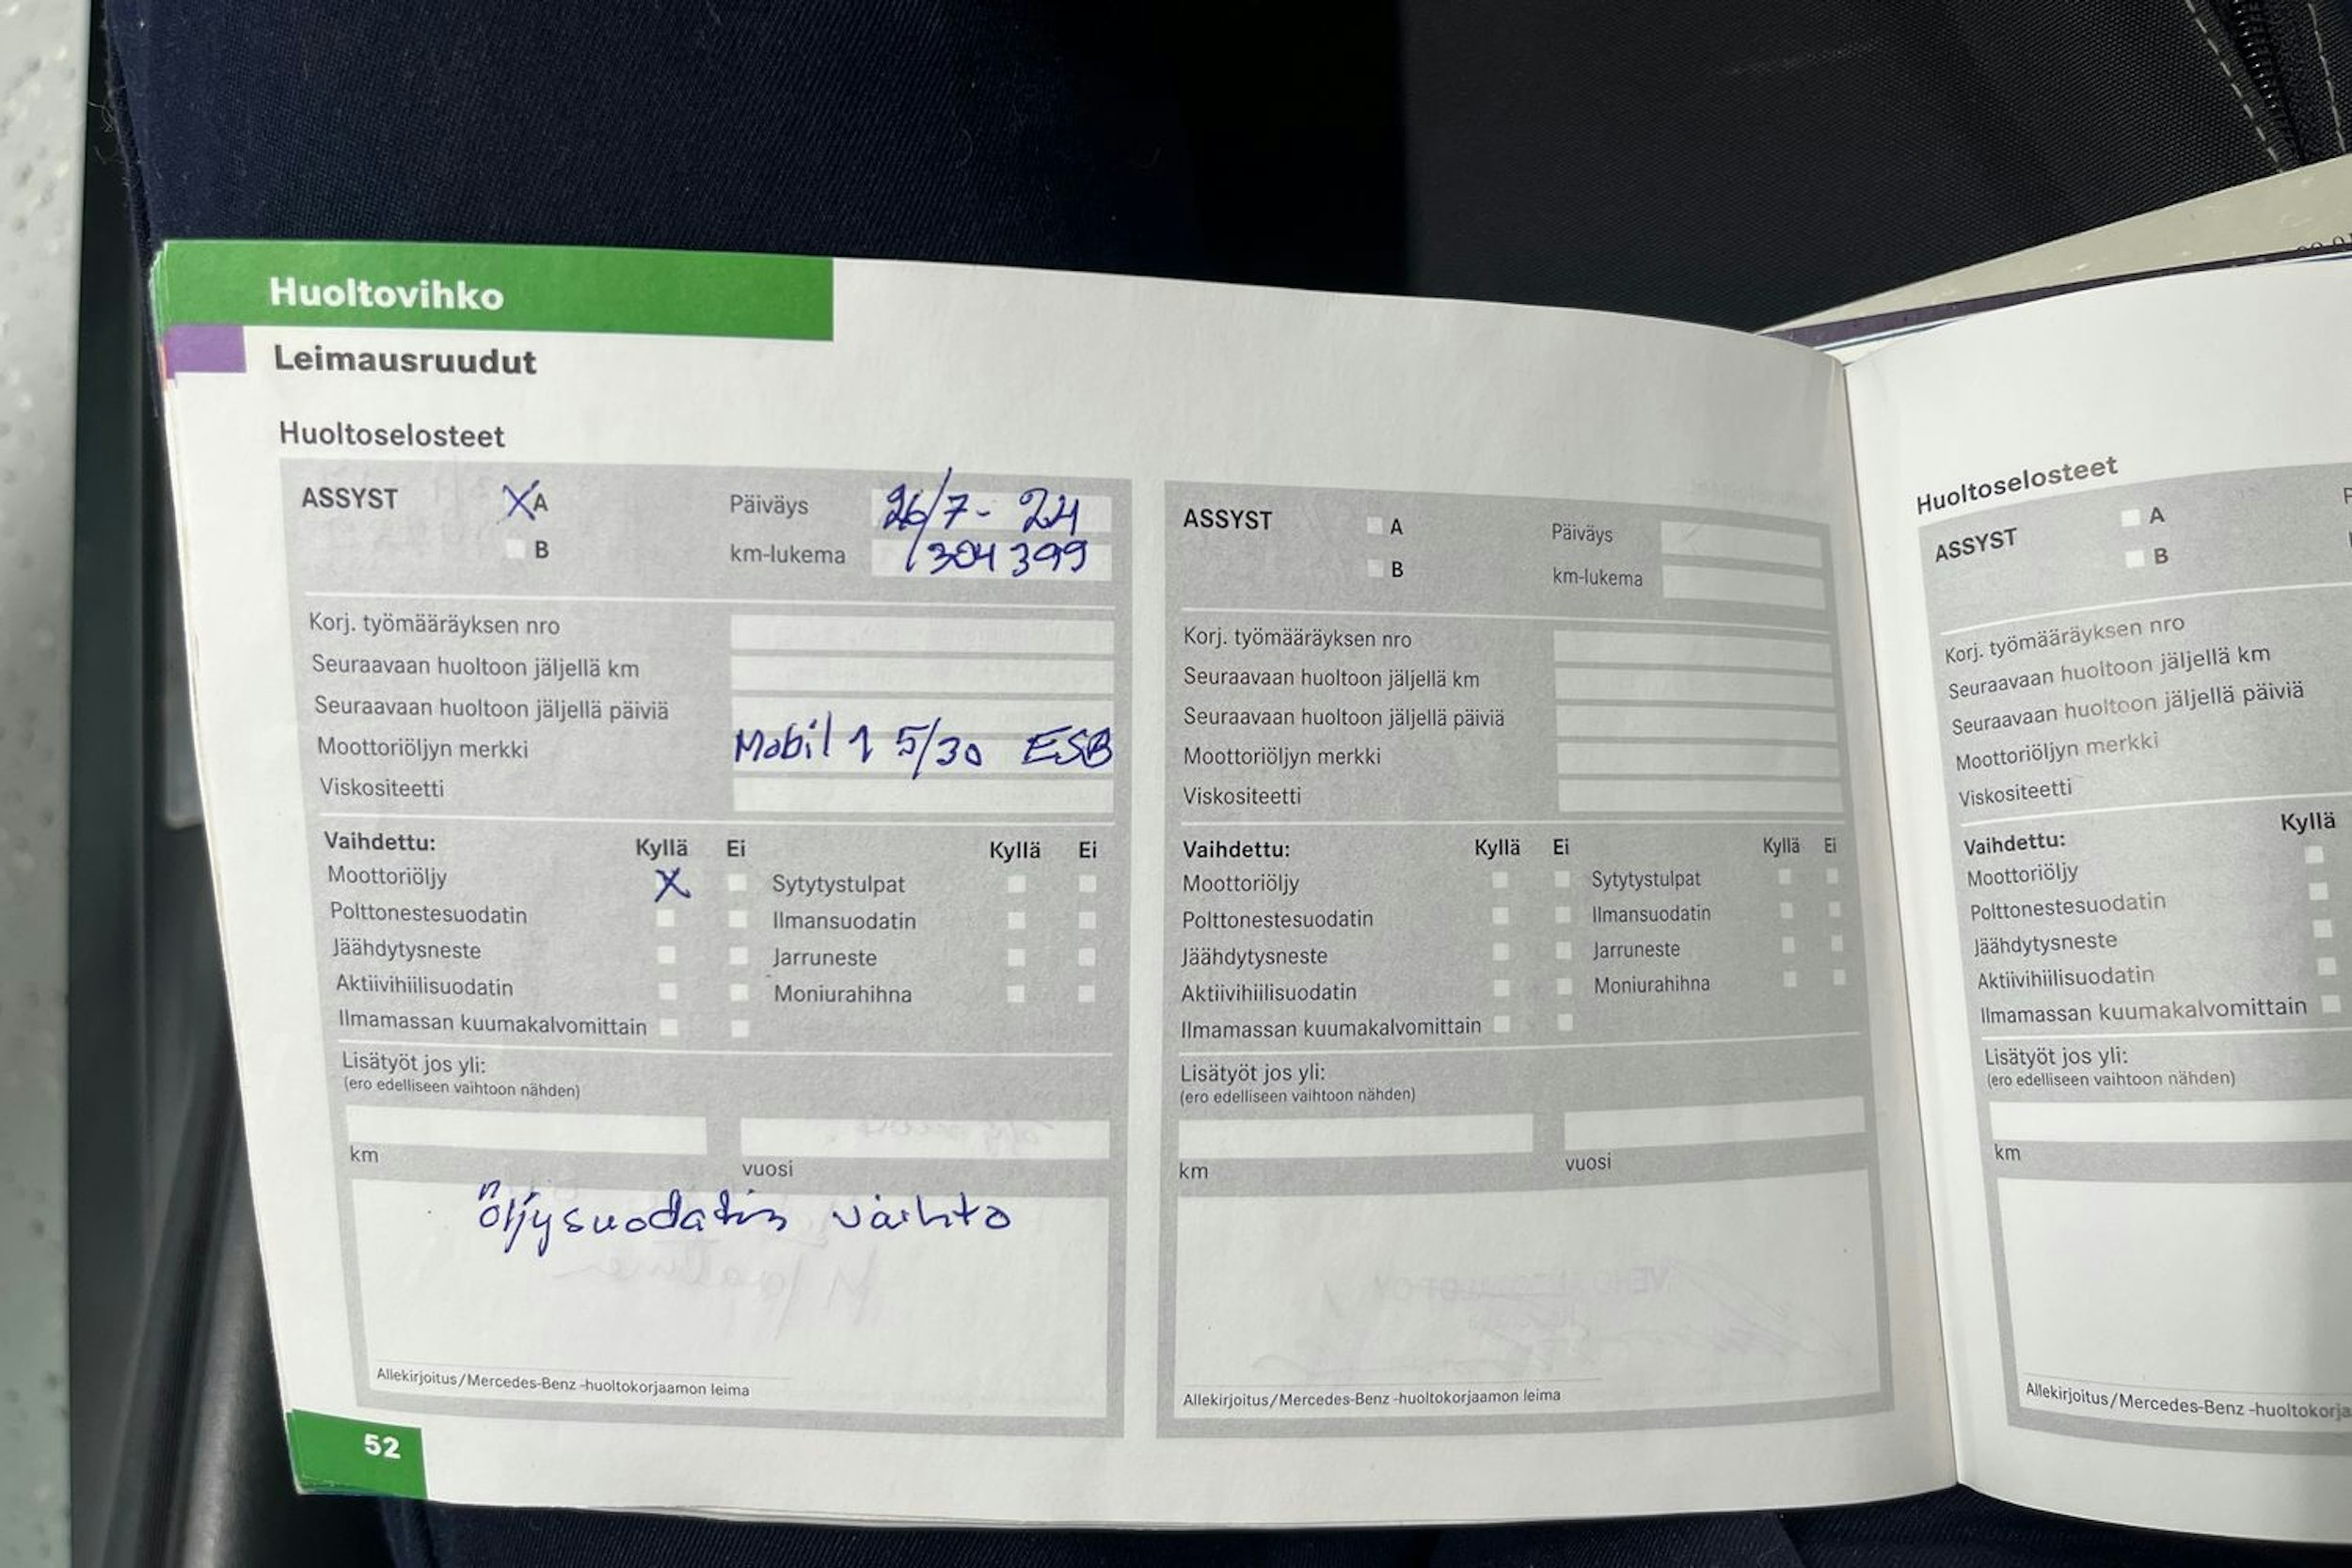 Huoltovihko
Leimausruudut
Huoltoselosteet
ASSYST XA Päiväys 26/7- 24
B km-lukema 304 399
Korj. työmääräyksen nro
Seuraavaan huoltoon jäljellä km
Seuraavaan huoltoon jäljellä päiviä
Moottoriöljyn merkki Mobil 1 5/30 ESB
Viskositeetti
Vaihdettu: Kyllä Ei Kyllä Ei
Moottoriöljy X Sytytystulpat
Polttonestesuodatin Ilmansuodatin
Jäähdytysneste Jarruneste
Aktiivihiilisuodatin Moniurahihna
Ilmamassan kuumakalvomittain
Lisätyöt jos yli:
(ero edelliseen vaihtoon nähden)
km vuosi
öljysuodatin vaihto
Allekirjoitus/Mercedes-Benz -huoltokorjaamon leima
52
ASSYST A Päiväys
B km-lukema
Korj. työmääräyksen nro
Seuraavaan huoltoon jäljellä km
Seuraavaan huoltoon jäljellä päiviä
Moottoriöljyn merkki
Viskositeetti
Vaihdettu: Kyllä Ei Kyllä Ei
Moottoriöljy Sytytystulpat
Polttonestesuodatin Ilmansuodatin
Jäähdytysneste Jarruneste
Aktiivihiilisuodatin Moniurahihna
Ilmamassan kuumakalvomittain
Lisätyöt jos yli:
(ero edelliseen vaihtoon nähden)
km vuosi
Allekirjoitus/Mercedes-Benz -huoltokorjaamon leima
Huoltoselosteet
ASSYST A
B
Korj. työmääräyksen nro
Seuraavaan huoltoon jäljellä km
Seuraavaan huoltoon jäljellä päiviä
Moottoriöljyn merkki
Viskositeetti
Vaihdettu: Kyllä
Moottoriöljy
Polttonestesuodatin
Jäähdytysneste
Aktiivihiilisuodatin
Ilmamassan kuumakalvomittain
Lisätyöt jos yli:
(ero edelliseen vaihtoon nähden)
km
Allekirjoitus/Mercedes-Benz -huoltokorja